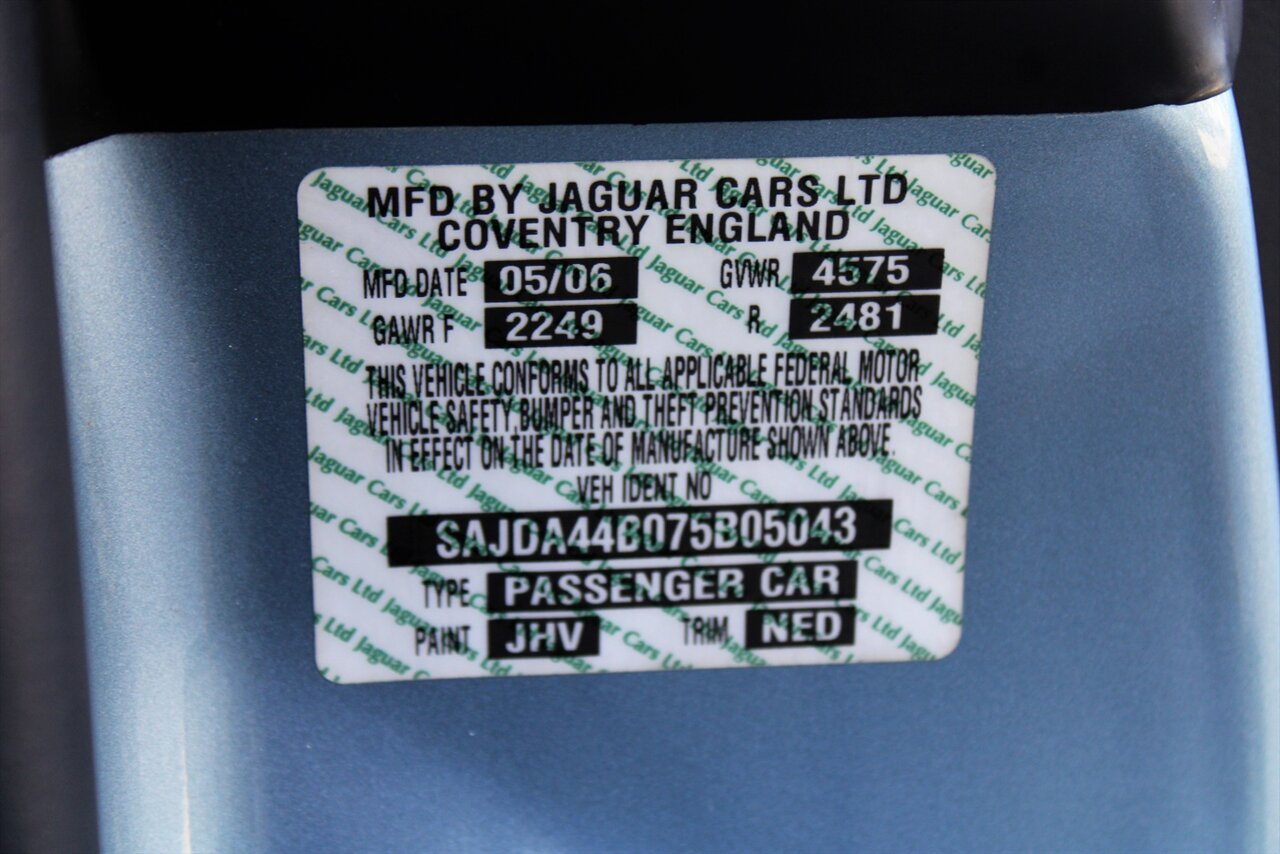 MFD BY JAGUAR CARS LTD
COVENTRY ENGLAND
MFD DATE 05/06 GVWR 4575
GAWR F 2249 R 2481
THIS VEHICLE CONFORMS TO ALL APPLICABLE FEDERAL MOTOR
VEHICLE SAFETY, BUMPER AND THEFT PREVENTION STANDARDS
IN EFFECT ON THE DATE OF MANUFACTURE SHOWN ABOVE.
VEH IDENT NO
SAJDA44B075B05043
TYPE PASSENGER CAR
PAINT JHV TRIM NED